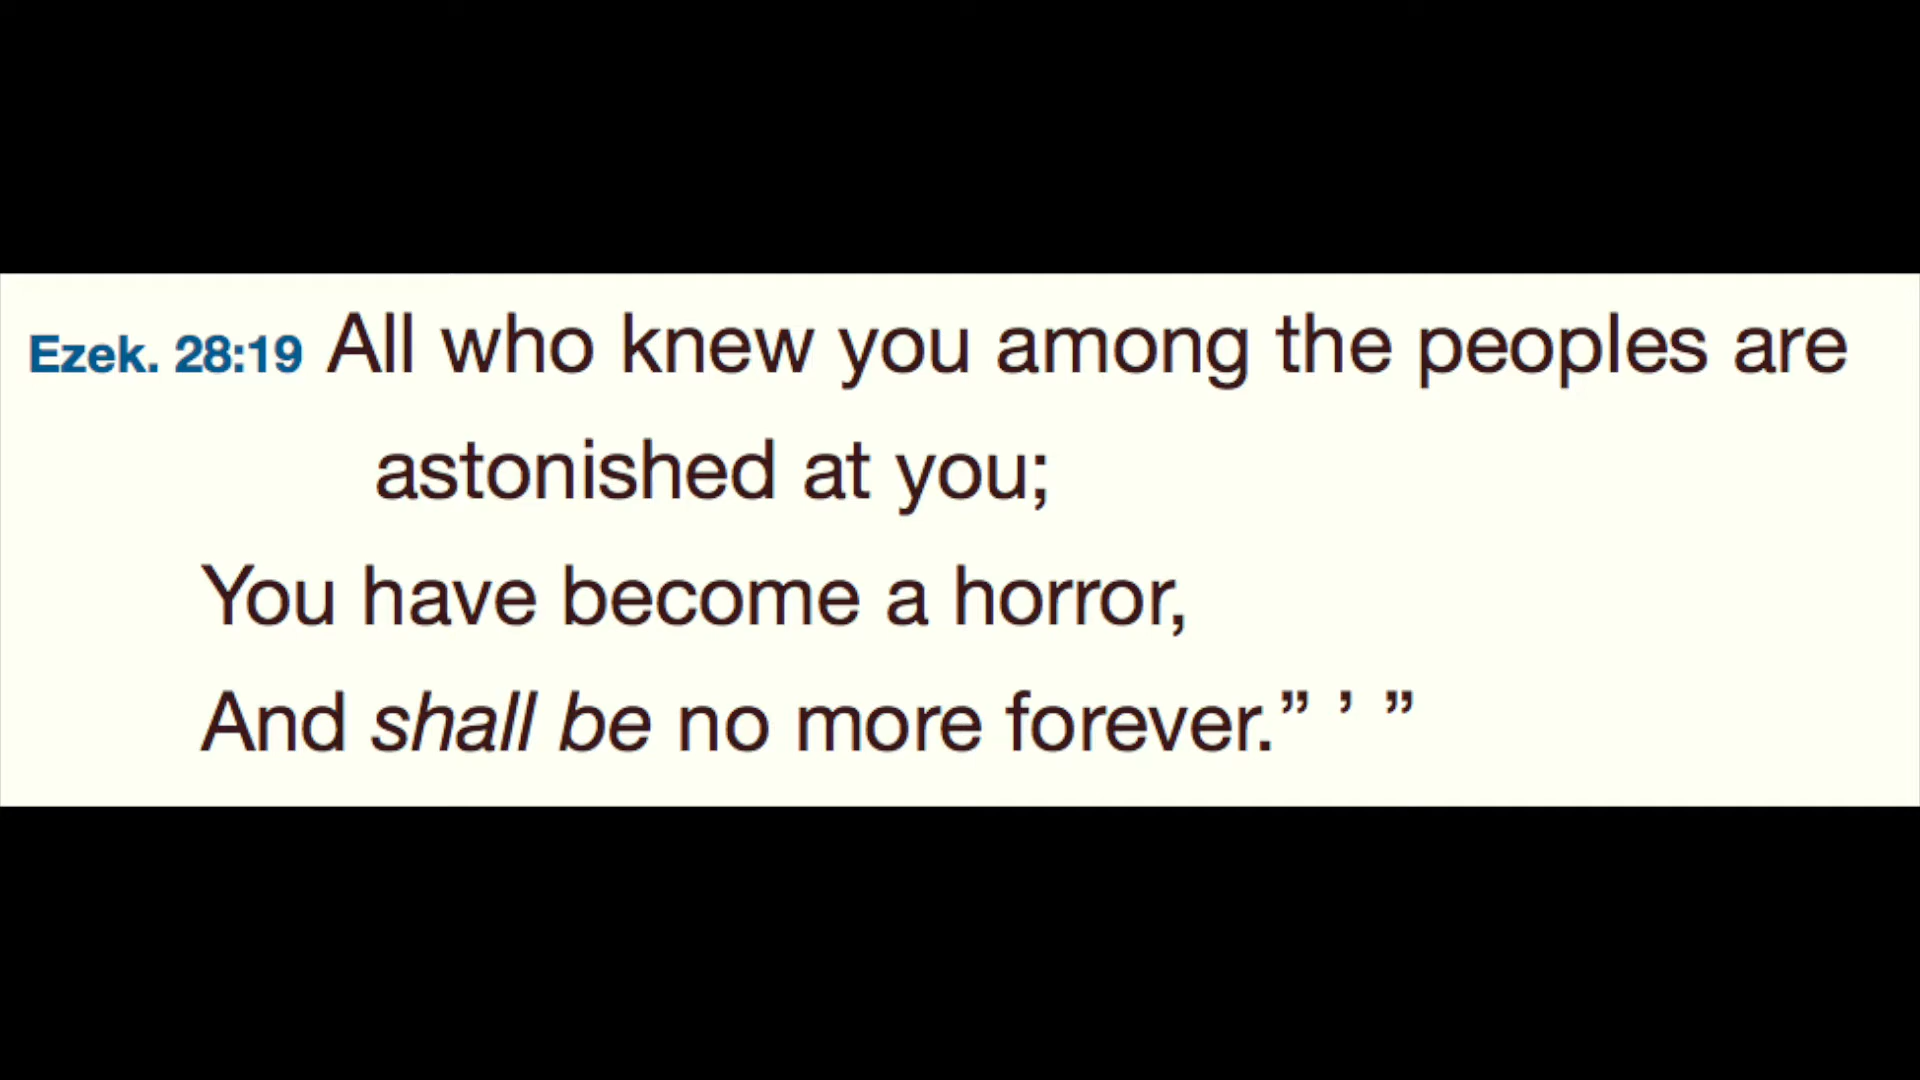 Ezek. 28:19 All who knew you among the peoples are
astonished at you;
You have become a horror,
And shall be no more forever.” ’ ”